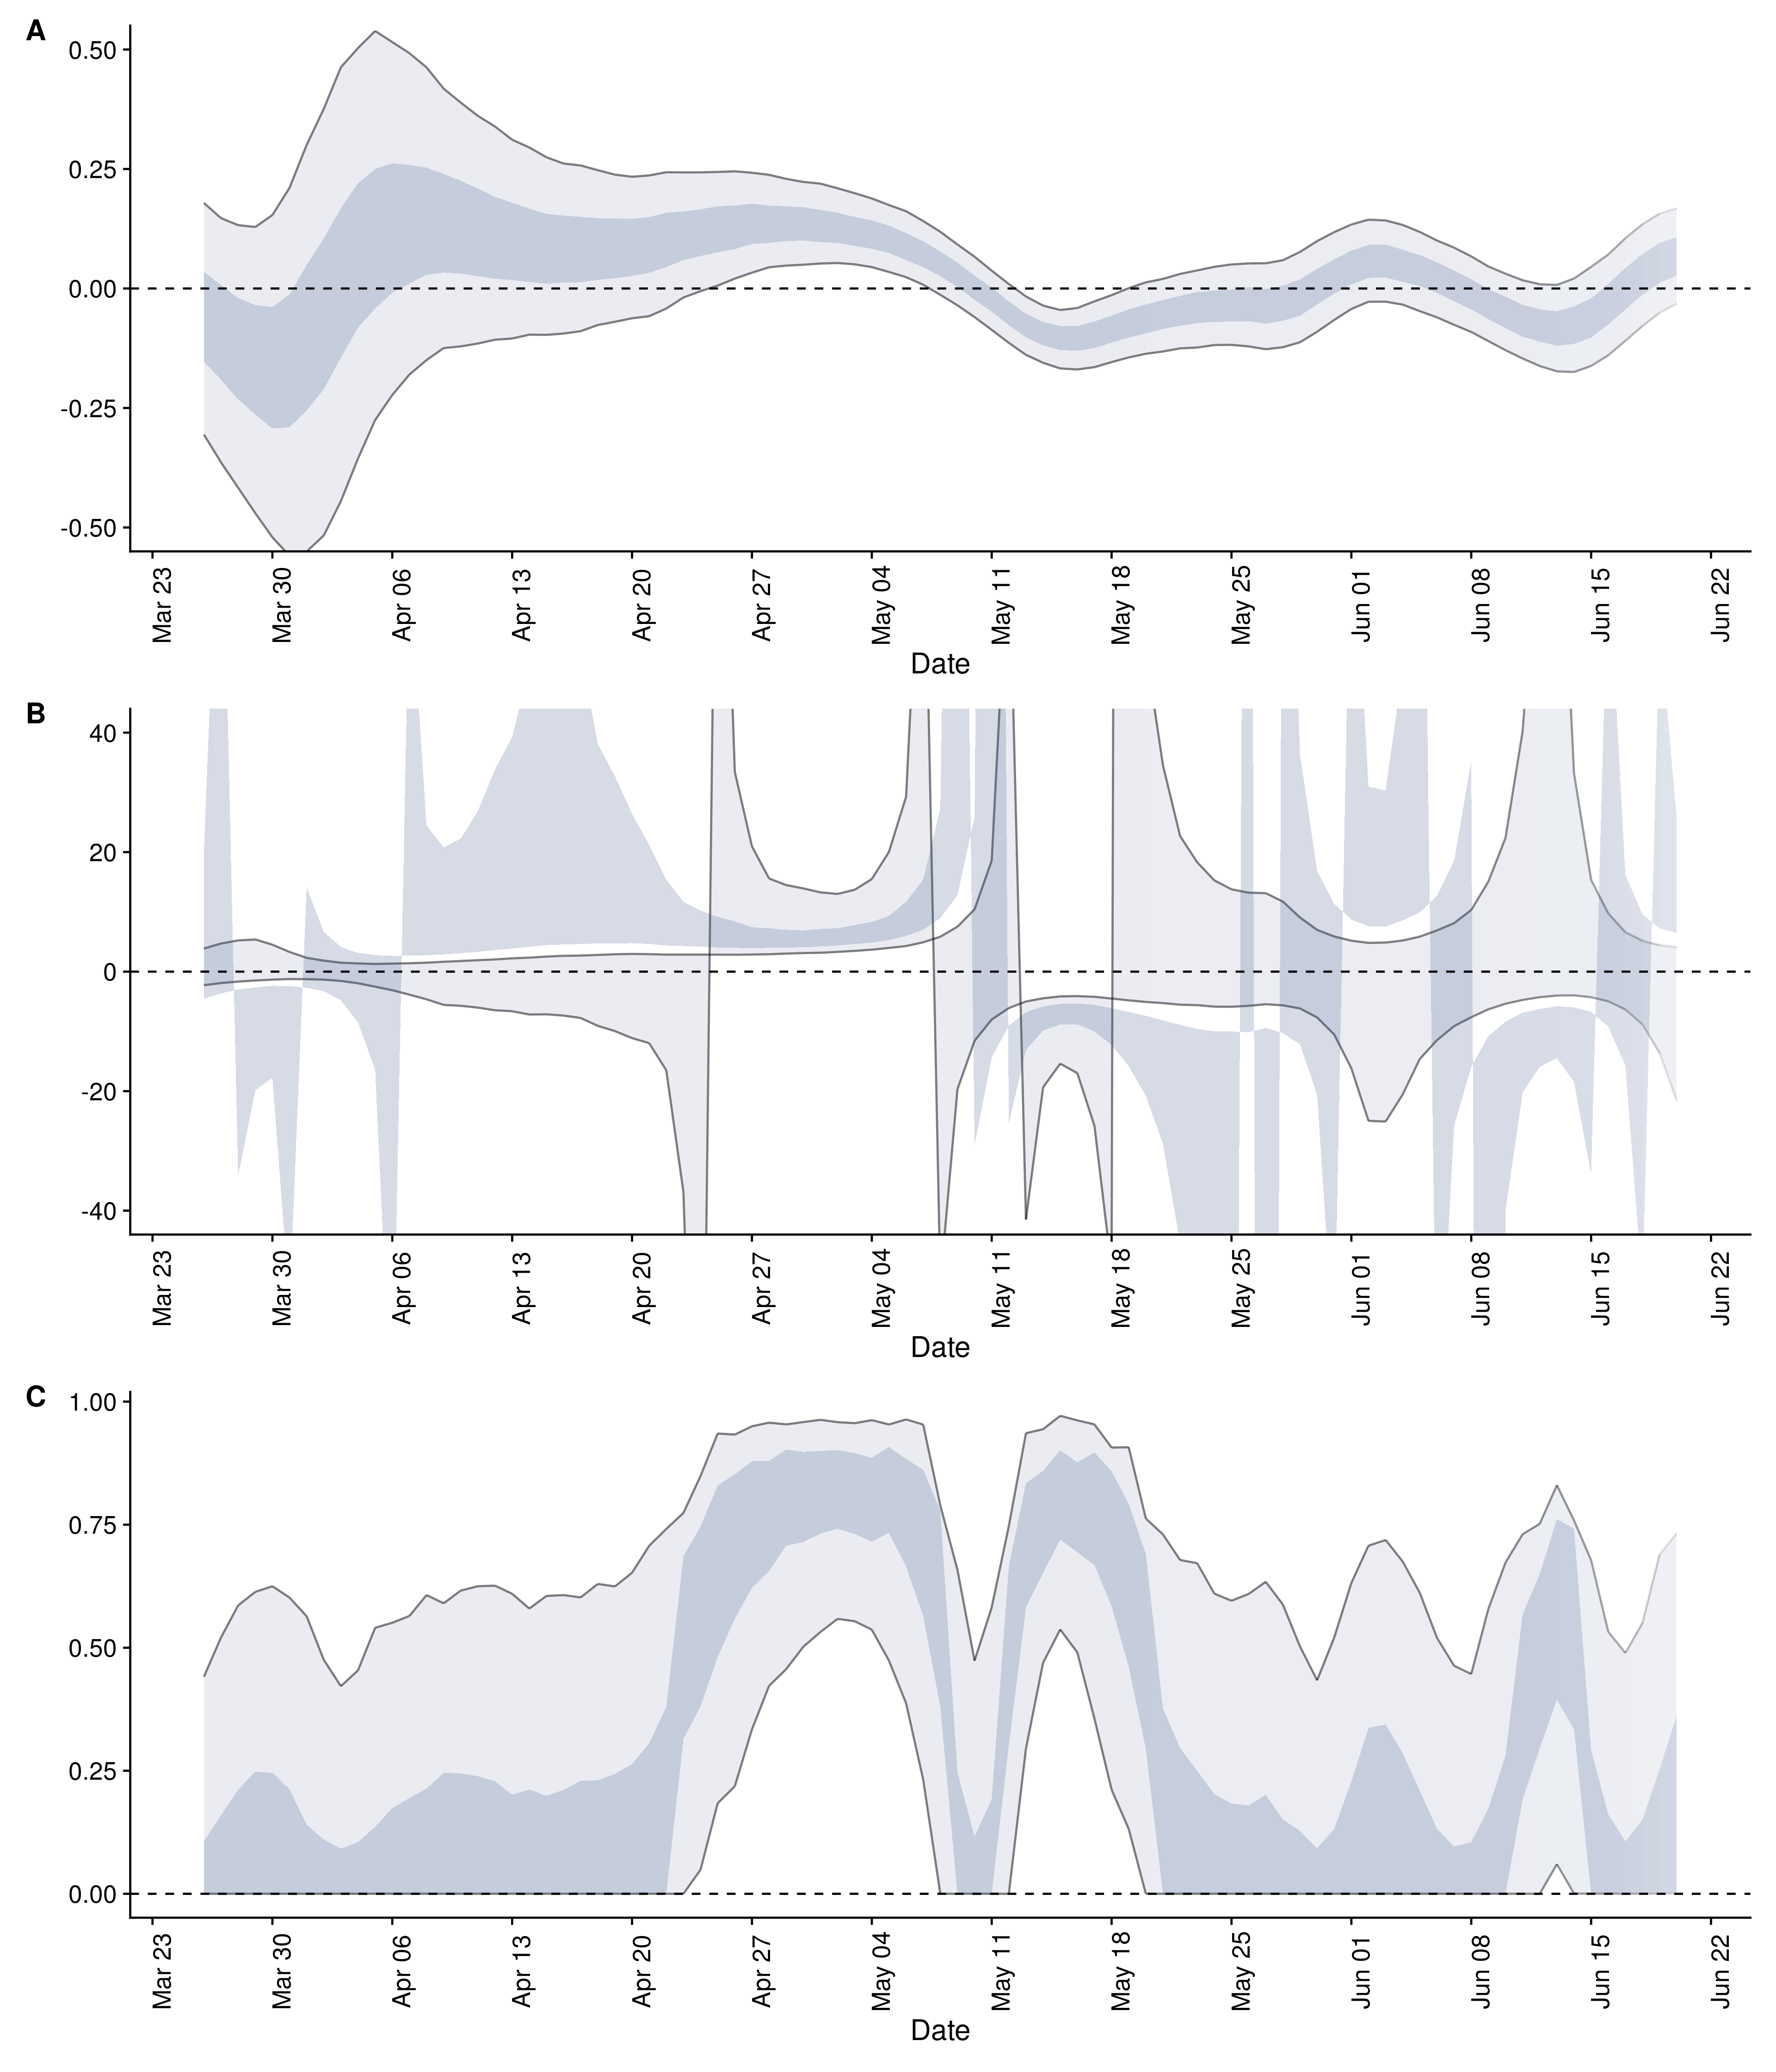 A
0.50
0.25
0.00
-0.25
-0.50
Mar 23
Mar 30
Apr 06
Apr 13
Apr 20
Apr 27
May 04
May 11
May 18
May 25
Jun 01
Jun 08
Jun 15
Jun 22
Date
B
40
20
0
-20
-40
Mar 23
Mar 30
Apr 06
Apr 13
Apr 20
Apr 27
May 04
May 11
May 18
May 25
Jun 01
Jun 08
Jun 15
Jun 22
Date
C
1.00
0.75
0.50
0.25
0.00
Mar 23
Mar 30
Apr 06
Apr 13
Apr 20
Apr 27
May 04
May 11
May 18
May 25
Jun 01
Jun 08
Jun 15
Jun 22
Date